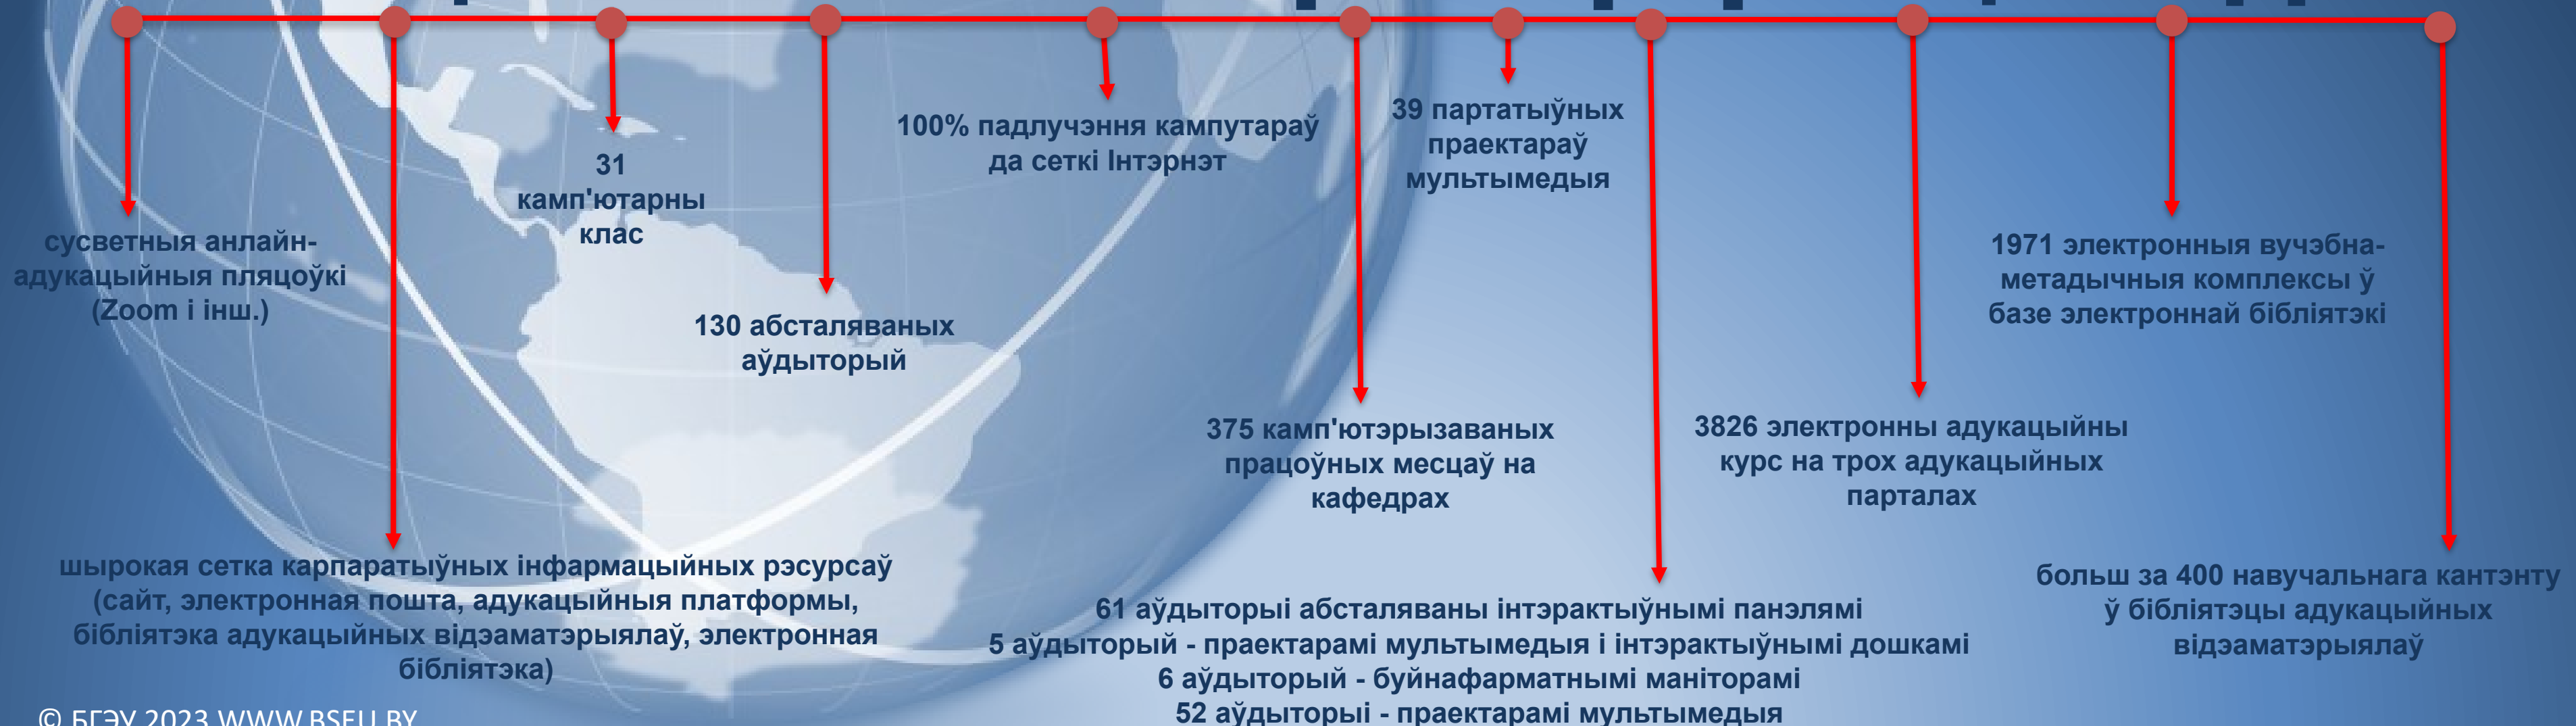 сусветныя анлайн-
адукацыйныя пляцоўкі
(Zoom і інш.)
шырокая сетка карпаратыўных інфармацыйных рэсурсаў
(сайт, электронная пошта, адукацыйныя платформы,
бібліятэка адукацыйных відэаматэрыялаў, электронная
бібліятэка)
31
камп'ютарны
клас
130 абсталяваных
аўдыторый
100% падлучэння кампутараў
да сеткі Інтэрнэт
375 камп'ютэрызаваных
працоўных месцаў на
кафедрах
39 партатыўных
праектараў
мультымедыя
61 аўдыторыі абсталяваны інтэрактыўнымі панэлямі
5 аўдыторый - праектарамі мультымедыя і інтэрактыўнымі дошкамі
6 аўдыторый - буйнафарматнымі маніторамі
52 аўдыторыі - праектарамі мультымедыя
3826 электронны адукацыйны
курс на трох адукацыйных
парталах
1971 электронныя вучэбна-
метадычныя комплексы ў
базе электроннай бібліятэкі
больш за 400 навучальнага кантэнту
ў бібліятэцы адукацыйных
відэаматэрыялаў
© БГЭУ 2023 WWW.BSEU.BY